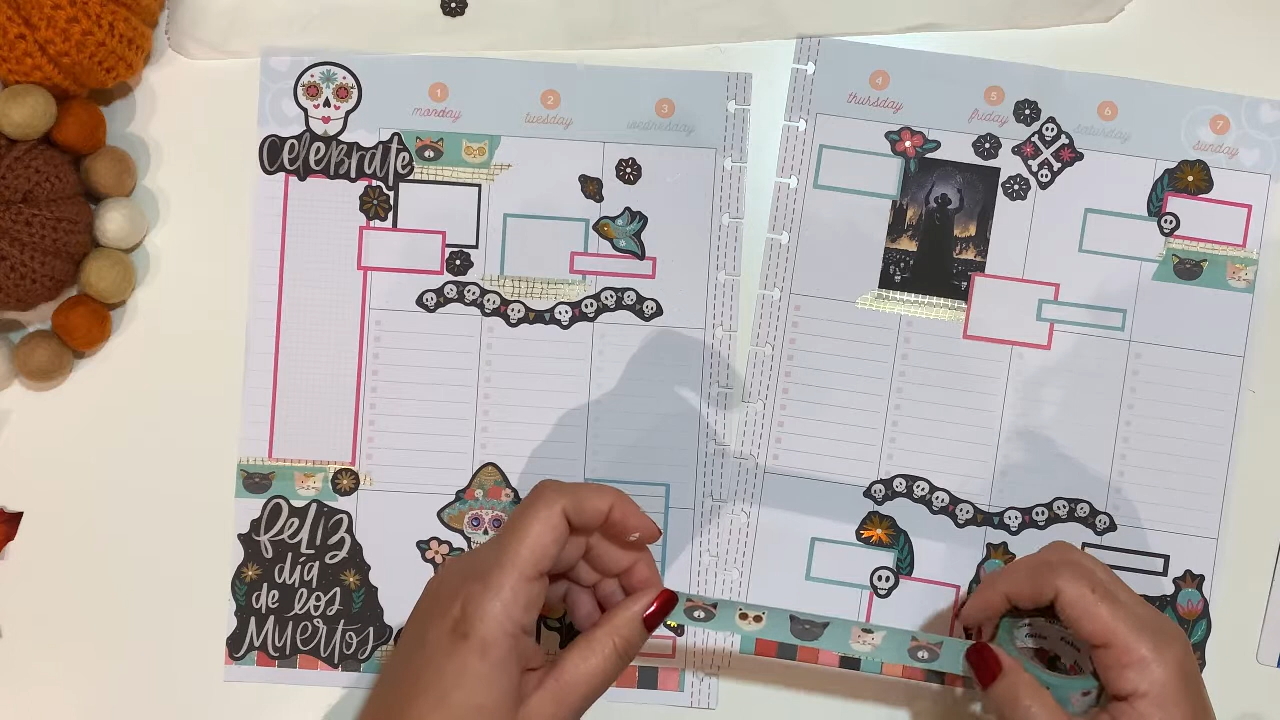 1 2 3
monday tuesday wednesday
4 5 6 7
thursday friday saturday sunday
celebrate
feliz
día
de los
Muertos